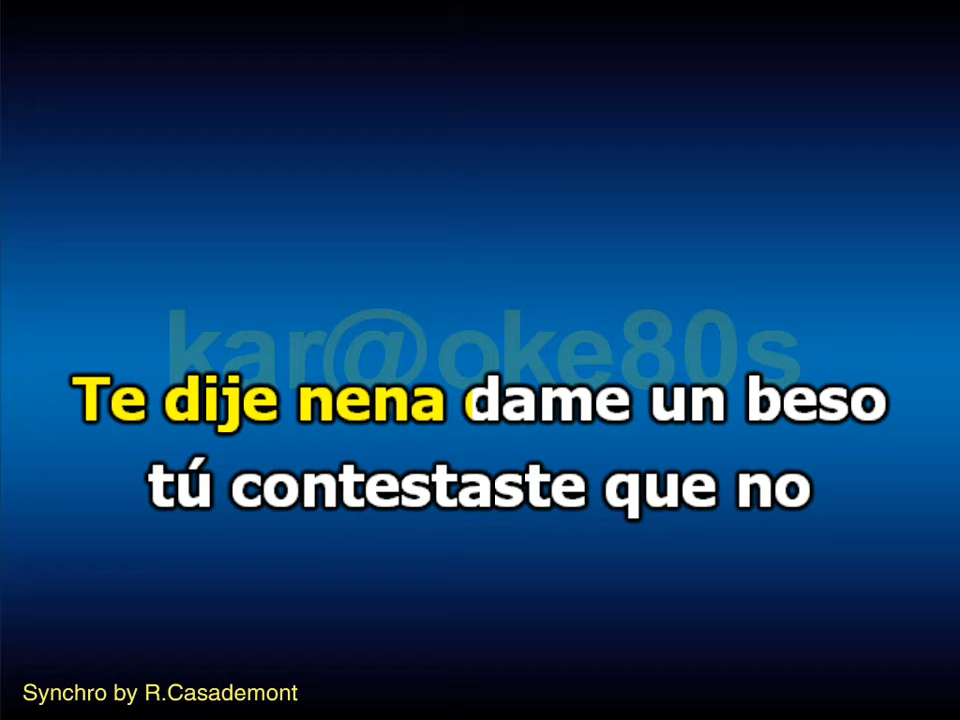 kar@oke80s
Te dije nena dame un beso
tú contestaste que no
Synchro by R.Casademont